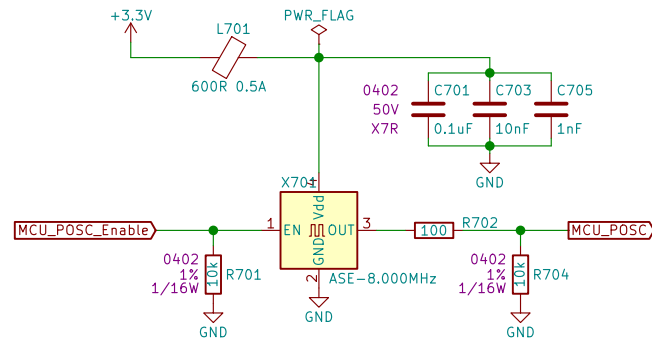 +3.3V
PWR_FLAG
L701
600R 0.5A
0402
50V
X7R
C701
0.1uF
C703
10nF
C705
1nF
GND
X701
4
Vdd
MCU_POSC_Enable
1
EN
OUT
3
GND
2
ASE-8.000MHz
100
R702
MCU_POSC
0402
1%
1/16W
10k
R701
GND
GND
0402
1%
1/16W
10k
R704
GND